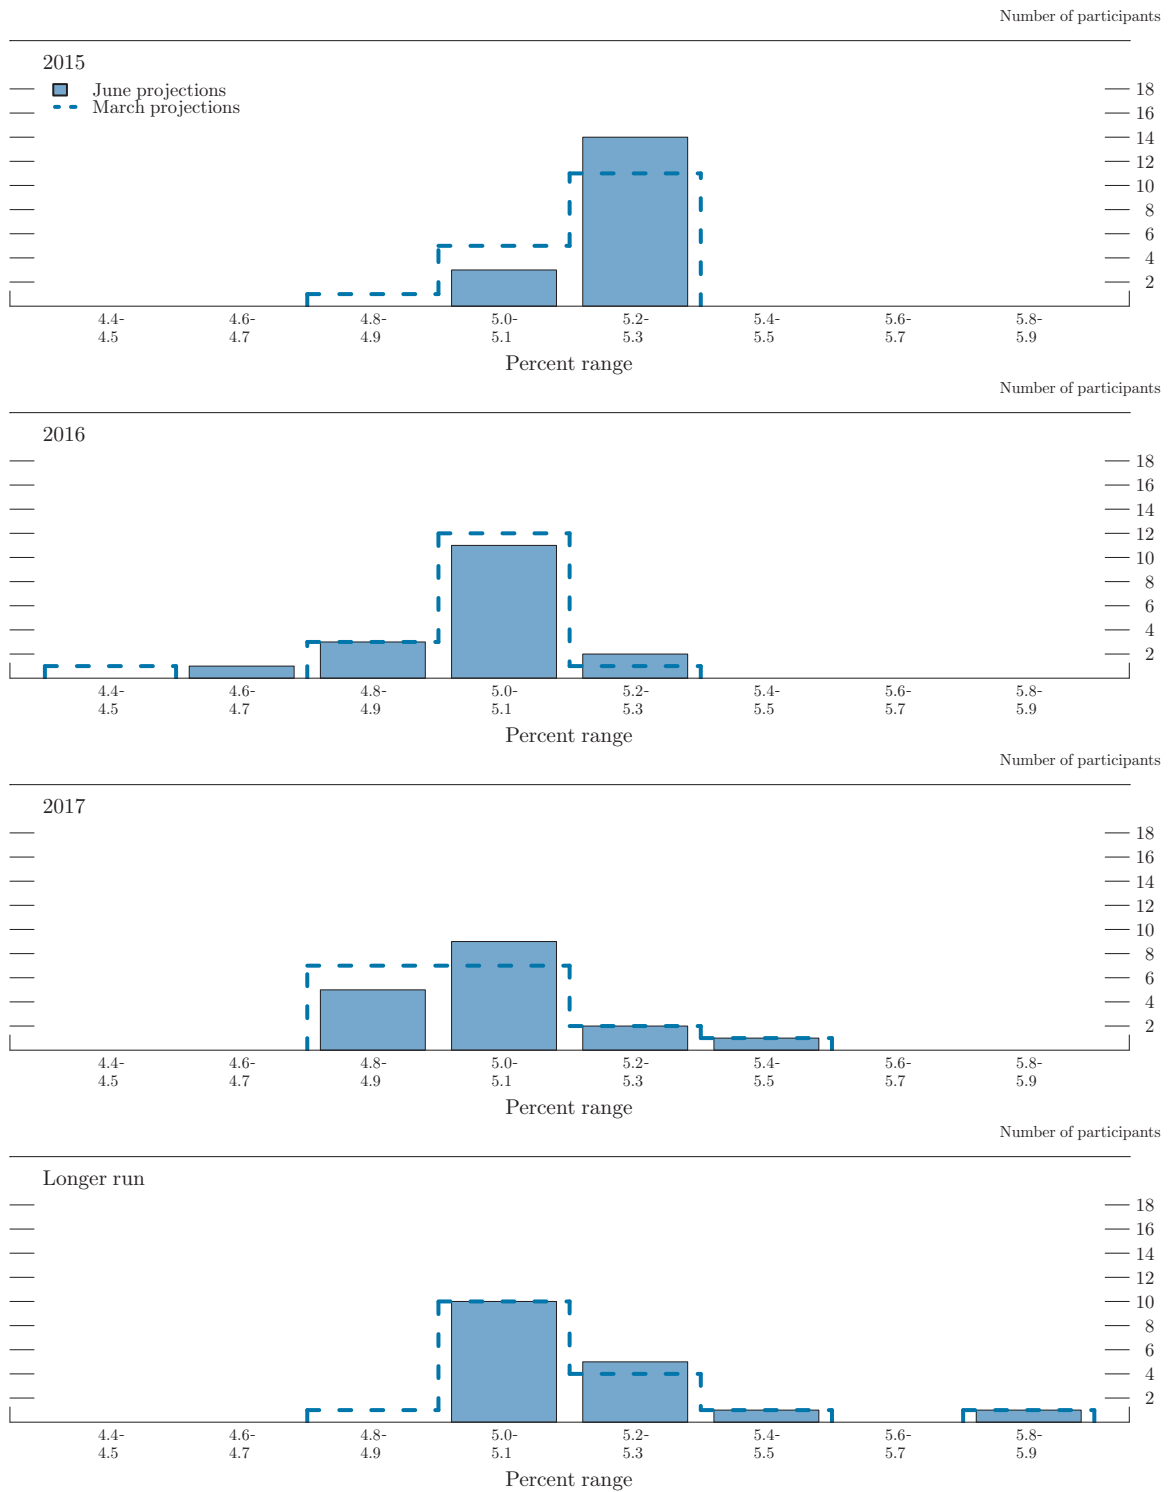 Number of participants
2015
June projections
March projections
18
16
14
12
10
8
6
4
2
4.4- 4.6- 4.8- 5.0- 5.2- 5.4- 5.6- 5.8-
4.5 4.7 4.9 5.1 5.3 5.5 5.7 5.9
Percent range
Number of participants
2016
18
16
14
12
10
8
6
4
2
4.4- 4.6- 4.8- 5.0- 5.2- 5.4- 5.6- 5.8-
4.5 4.7 4.9 5.1 5.3 5.5 5.7 5.9
Percent range
Number of participants
2017
18
16
14
12
10
8
6
4
2
4.4- 4.6- 4.8- 5.0- 5.2- 5.4- 5.6- 5.8-
4.5 4.7 4.9 5.1 5.3 5.5 5.7 5.9
Percent range
Number of participants
Longer run
18
16
14
12
10
8
6
4
2
4.4- 4.6- 4.8- 5.0- 5.2- 5.4- 5.6- 5.8-
4.5 4.7 4.9 5.1 5.3 5.5 5.7 5.9
Percent range